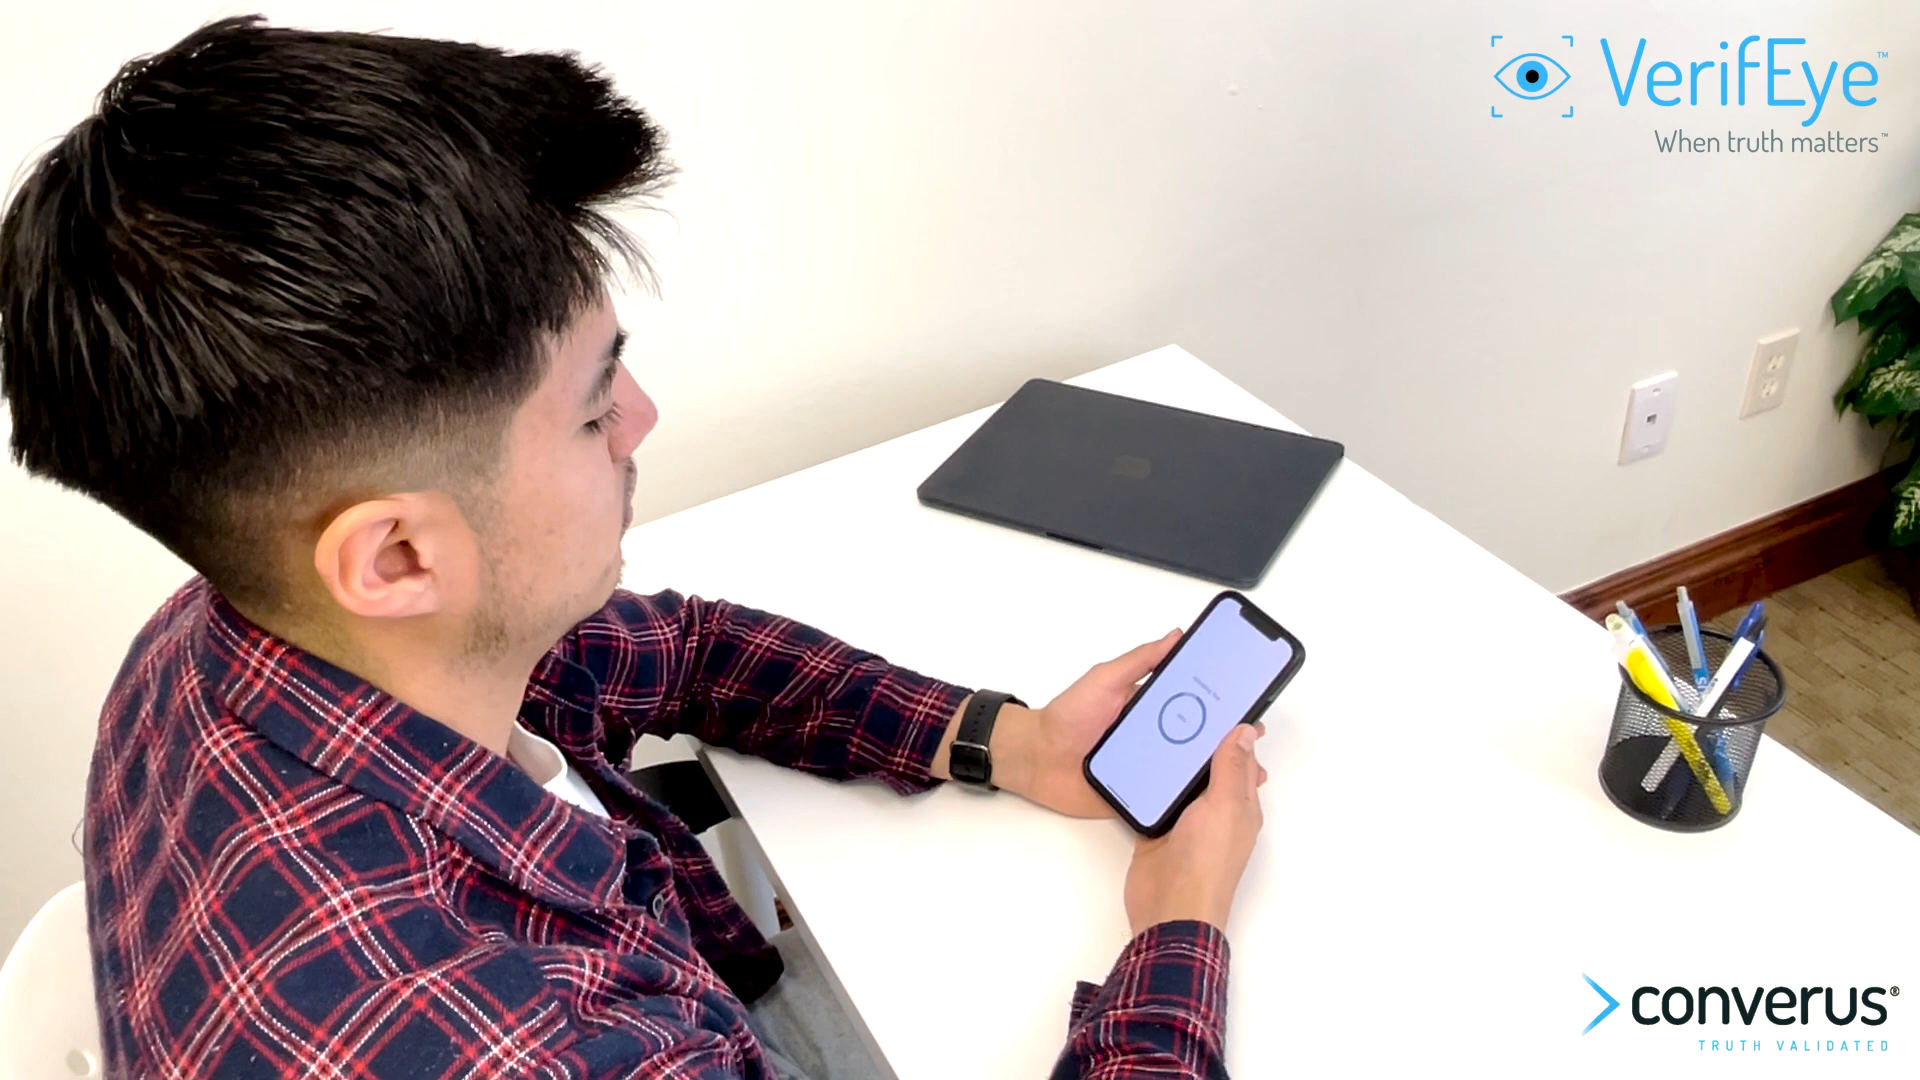 VerifEye™
When truth matters™
converus®
TRUTH VALIDATED